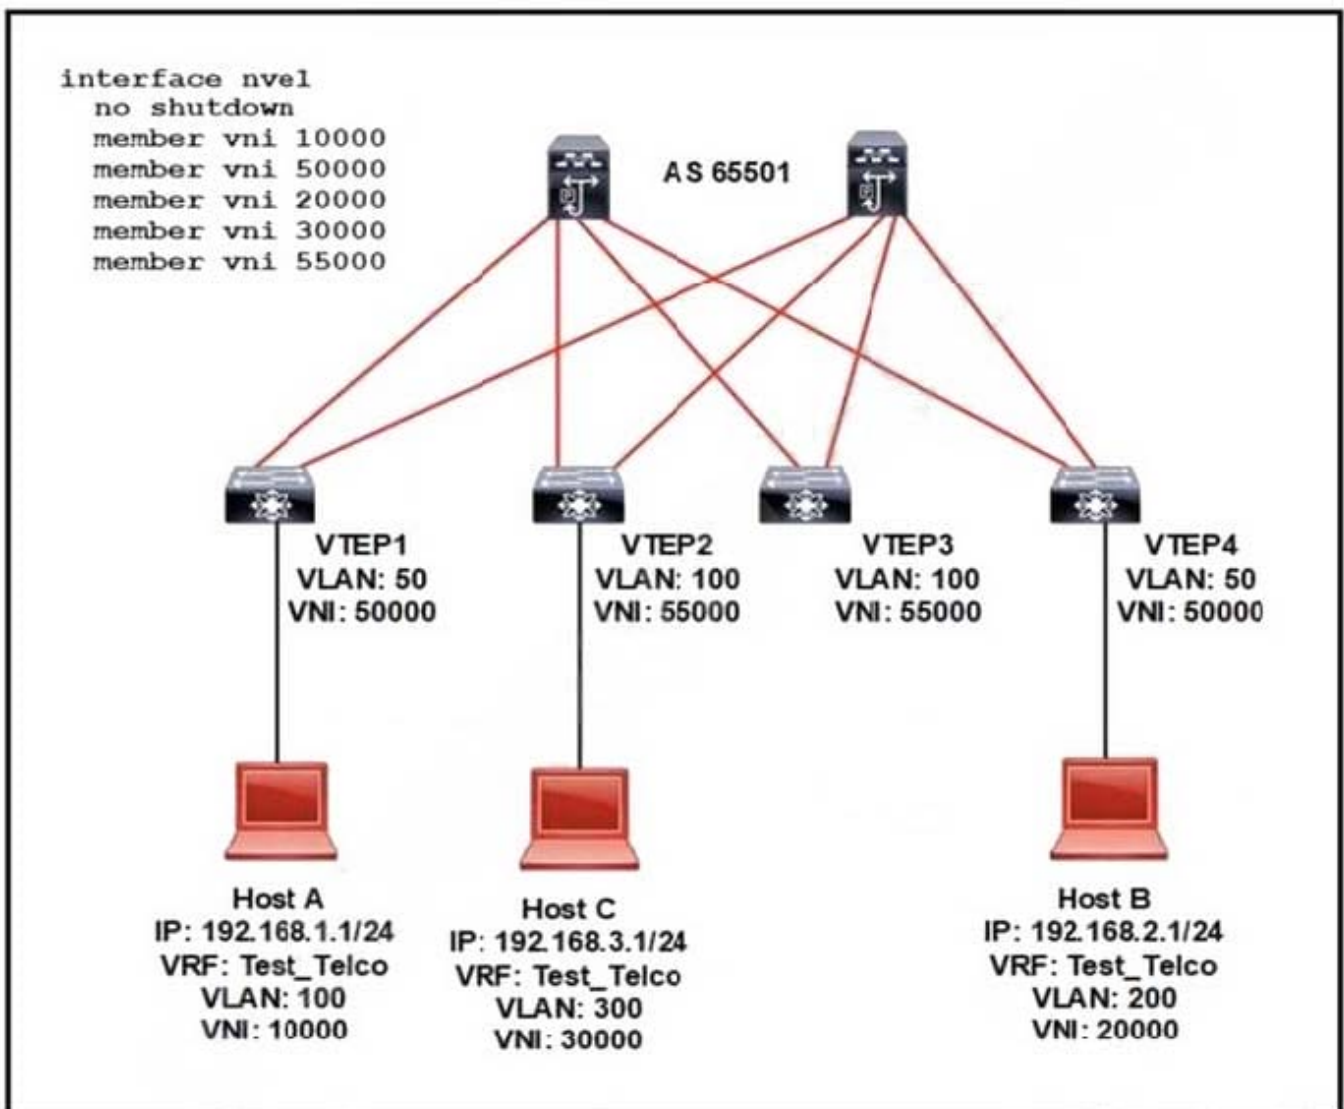 interface nve1
no shutdown
member vni 10000
member vni 50000
member vni 20000
member vni 30000
member vni 55000
AS 65501
VTEP1
VLAN: 50
VNI: 50000
VTEP2
VLAN: 100
VNI: 55000
VTEP3
VLAN: 100
VNI: 55000
VTEP4
VLAN: 50
VNI: 50000
Host A
IP: 192.168.1.1/24
VRF: Test_Telco
VLAN: 100
VNI: 10000
Host C
IP: 192.168.3.1/24
VRF: Test_Telco
VLAN: 300
VNI: 30000
Host B
IP: 192.168.2.1/24
VRF: Test_Telco
VLAN: 200
VNI: 20000